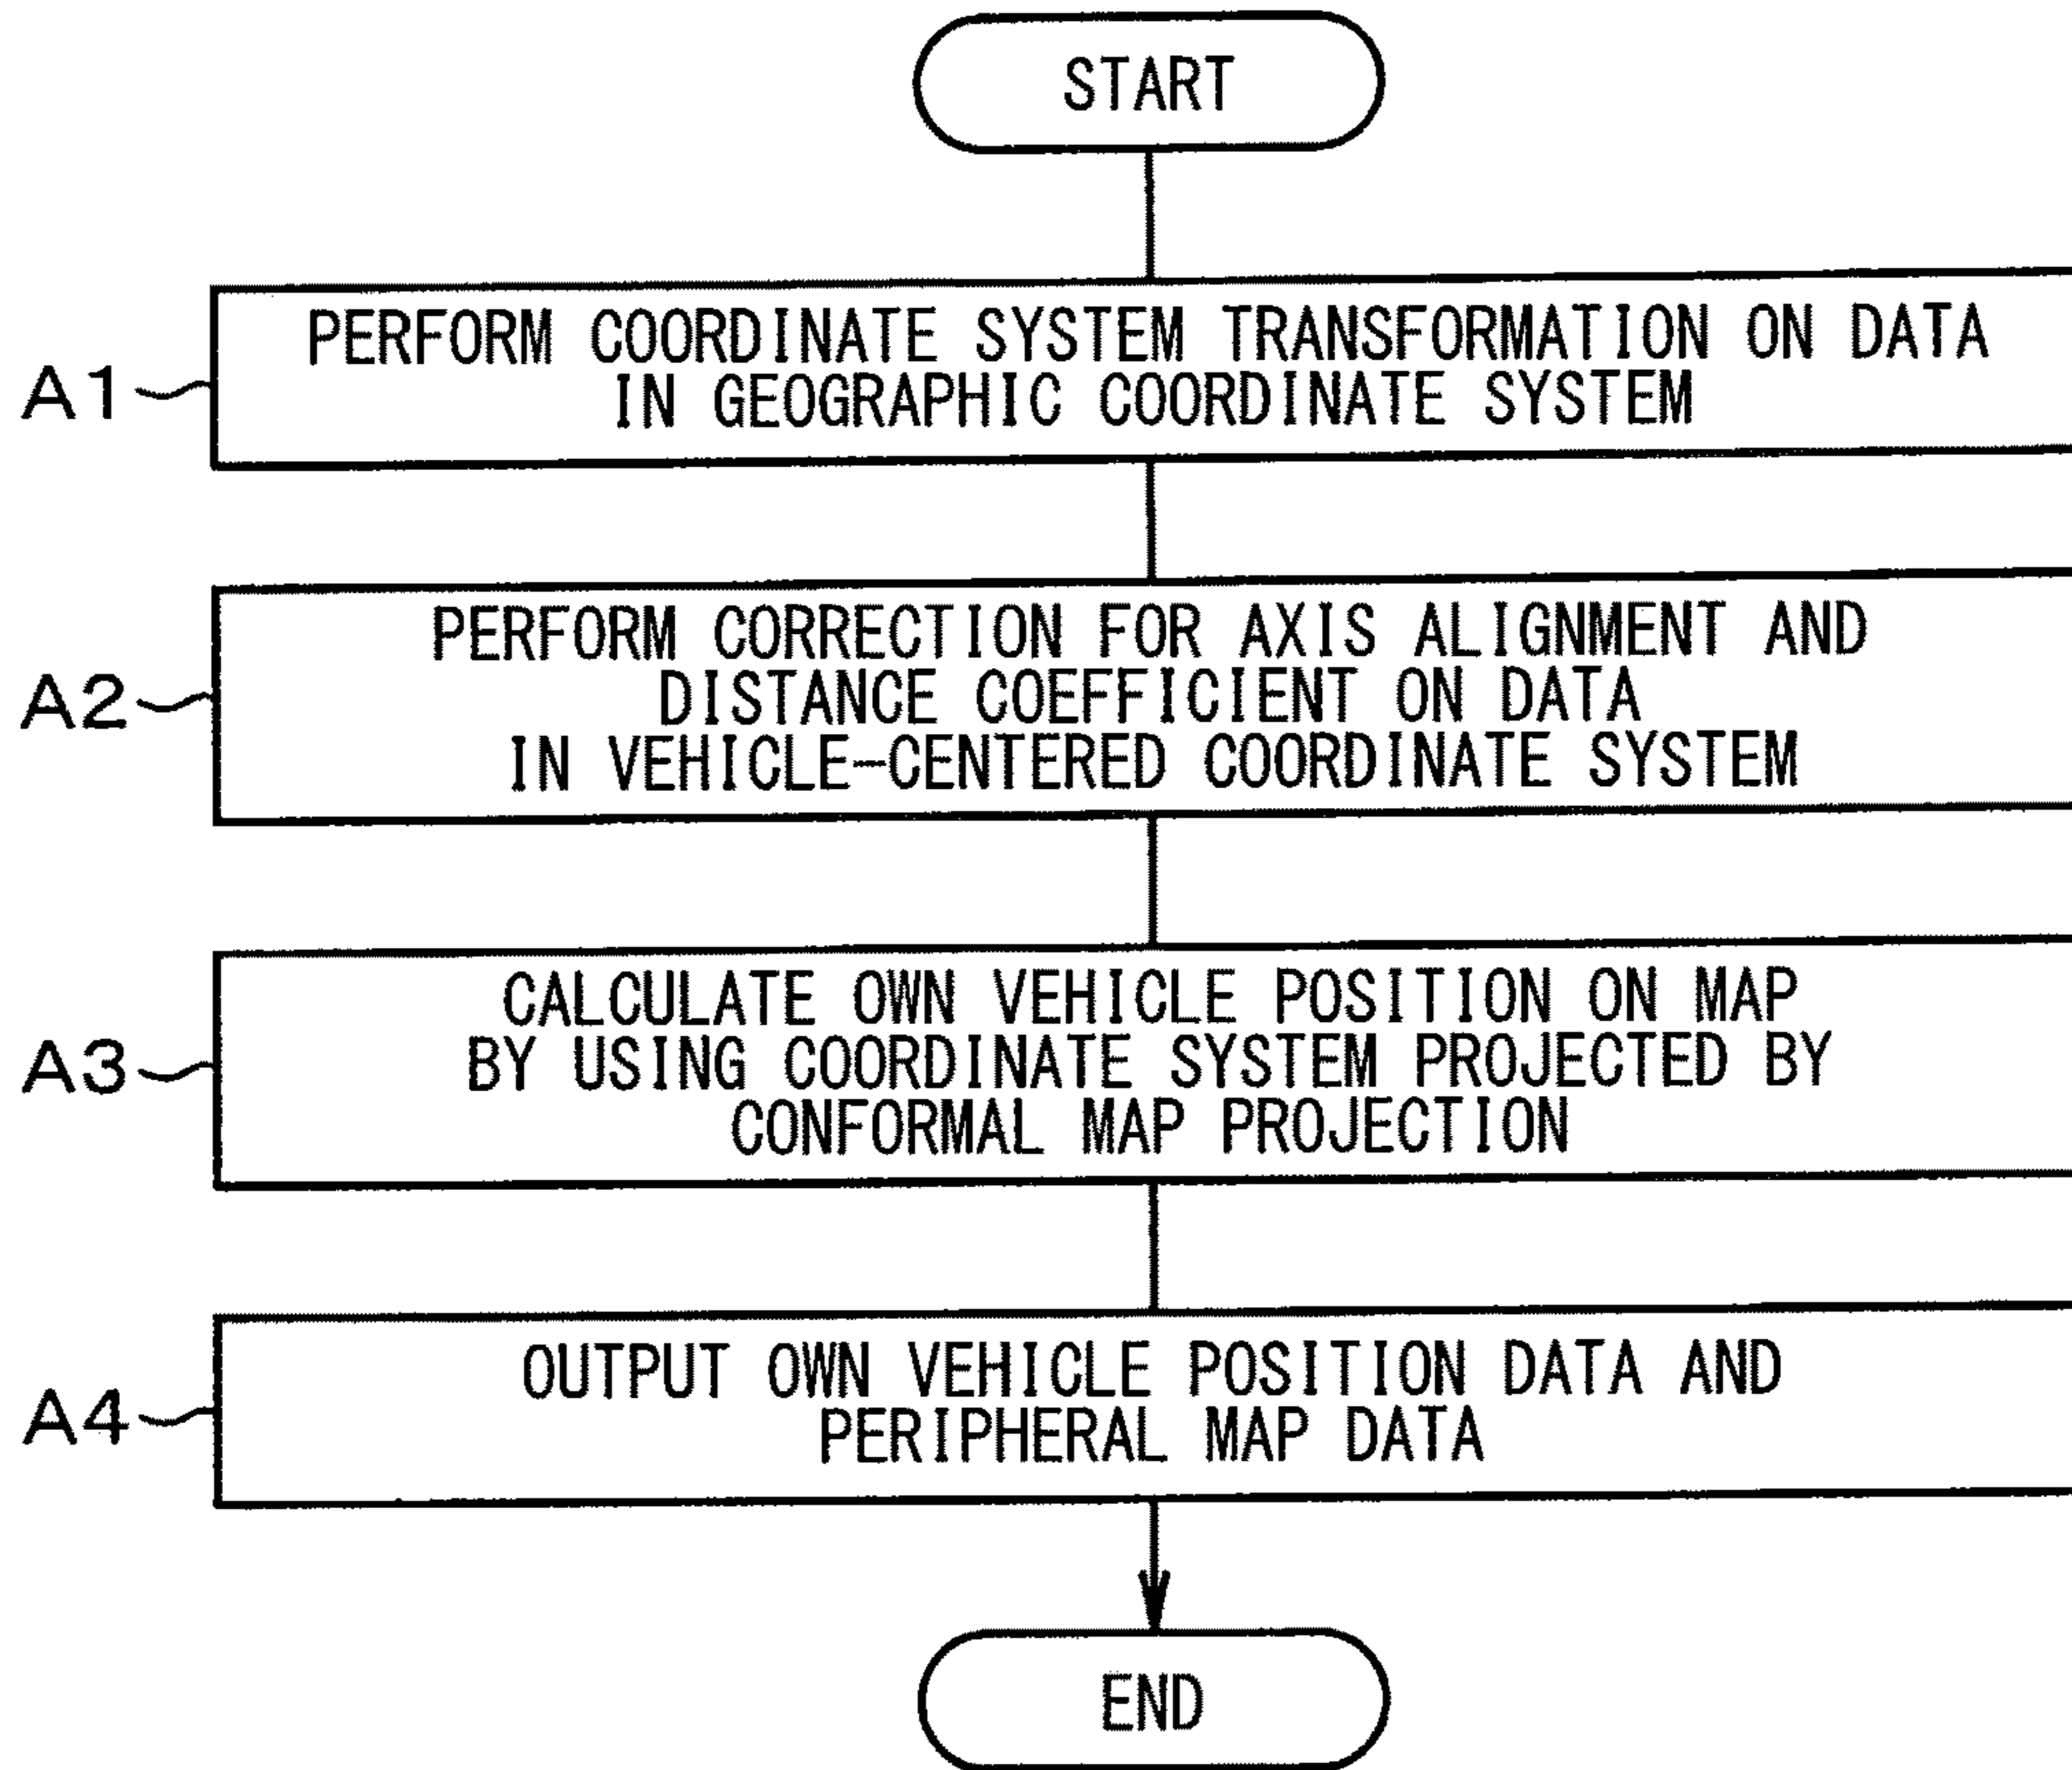 START
PERFORM COORDINATE SYSTEM TRANSFORMATION ON DATA
IN GEOGRAPHIC COORDINATE SYSTEM
A1
PERFORM CORRECTION FOR AXIS ALIGNMENT AND
DISTANCE COEFFICIENT ON DATA
IN VEHICLE-CENTERED COORDINATE SYSTEM
A2
CALCULATE OWN VEHICLE POSITION ON MAP
BY USING COORDINATE SYSTEM PROJECTED BY
CONFORMAL MAP PROJECTION
A3
OUTPUT OWN VEHICLE POSITION DATA AND
PERIPHERAL MAP DATA
A4
END